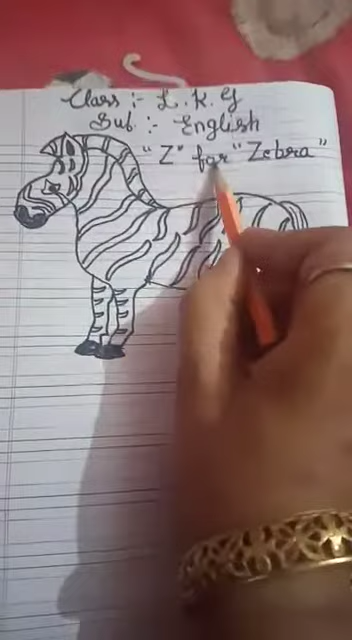 Class :- L.K.G
Sub :- English
"Z" for "Zebra"